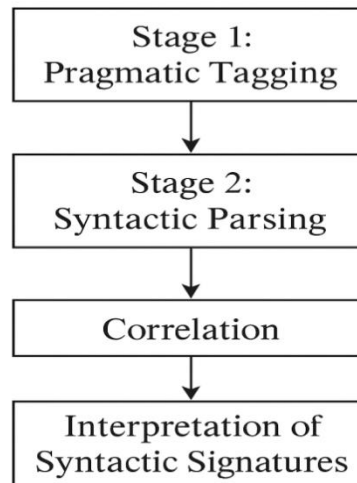 Stage 1:
Pragmatic Tagging
Stage 2:
Syntactic Parsing
Correlation
Interpretation of
Syntactic Signatures